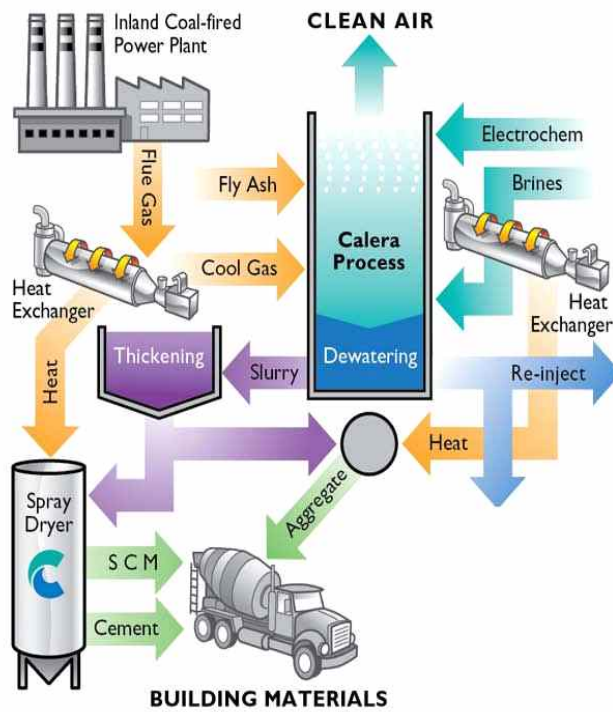 Inland Coal-fired
Power Plant
CLEAN AIR
Flue Gas
Fly Ash
Electrochem
Brines
Calera
Process
Cool Gas
Heat
Exchanger
Heat
Exchanger
Thickening
Slurry
Dewatering
Re-inject
Heat
Heat
Aggregate
Spray
Dryer
S C M
Cement
BUILDING MATERIALS